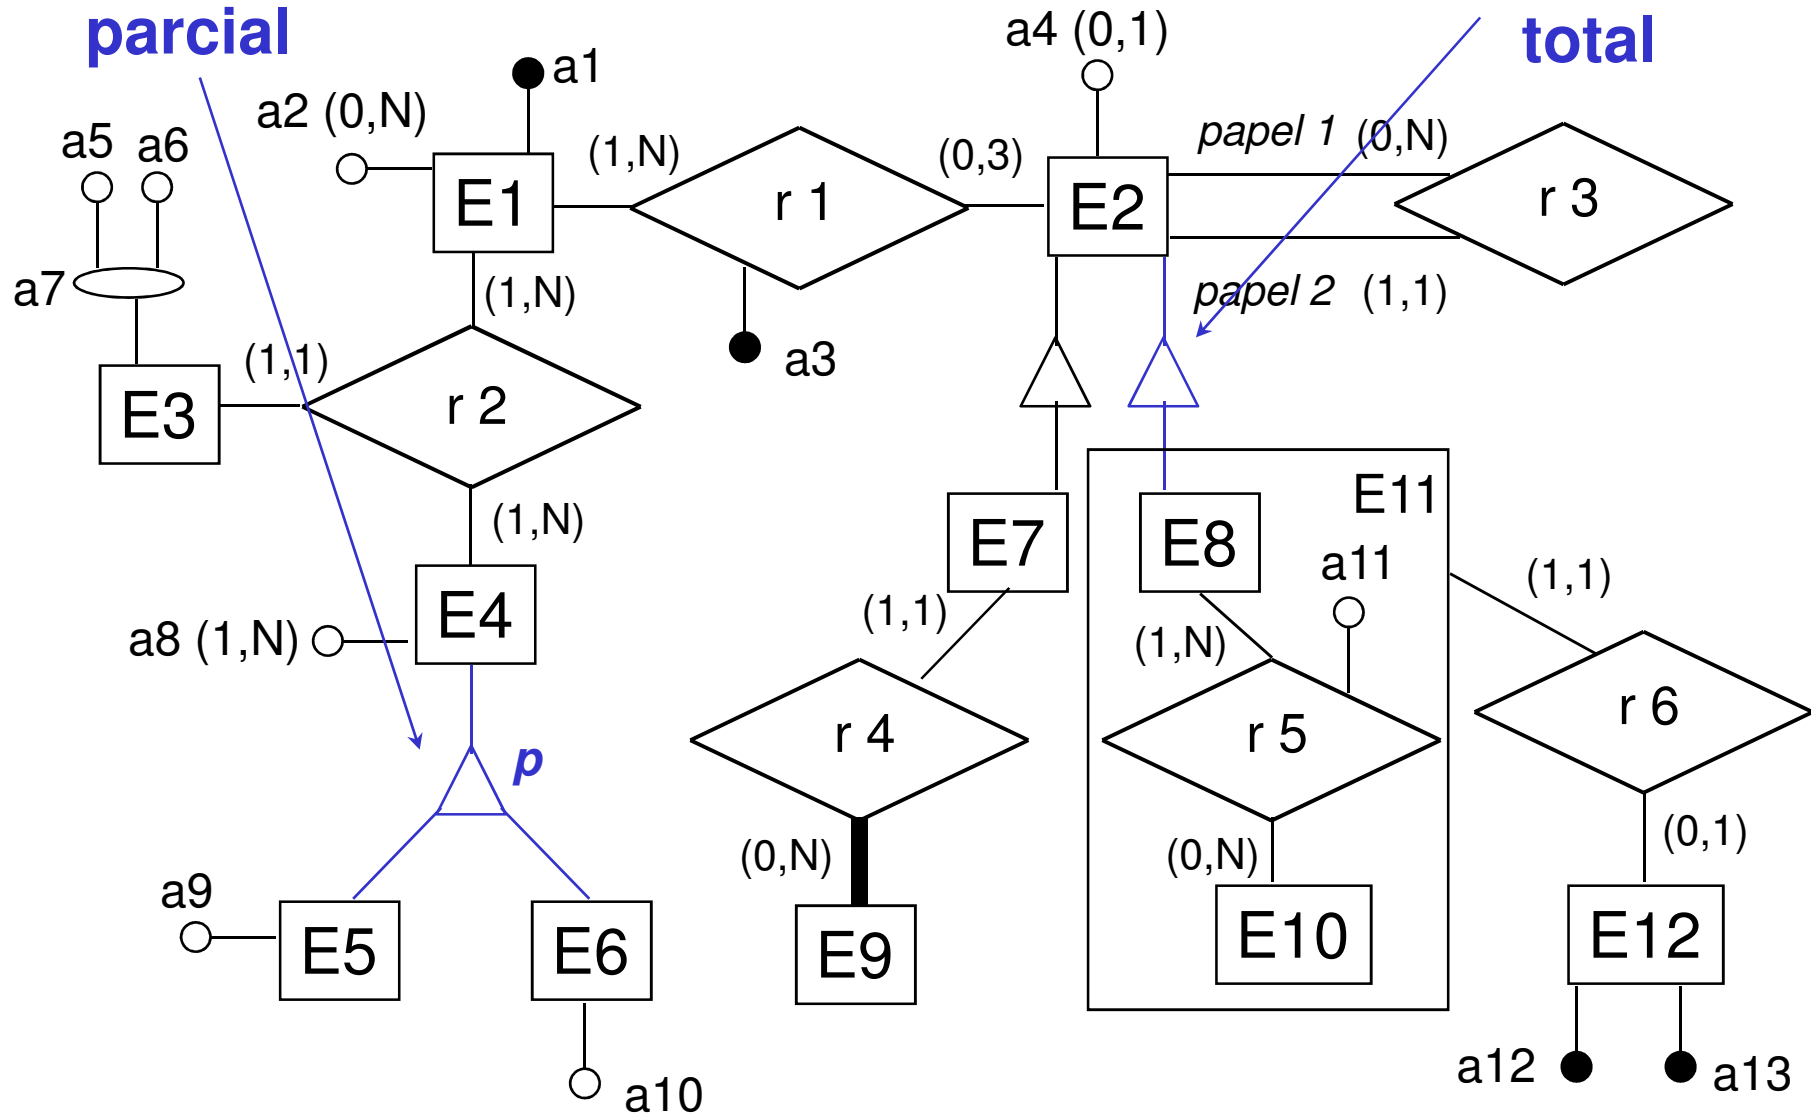 parcial
a4 (0,1)
total
a1
a2 (0,N)
a5
a6
(1,N)
(0,3)
papel 1
(0,N)
E1
r 1
E2
r 3
a7
(1,N)
papel 2
(1,1)
a3
(1,1)
E3
r 2
(1,N)
E11
E7
E8
a11
(1,1)
E4
a8 (1,N)
(1,1)
(1,N)
r 4
r 5
r 6
p
(0,N)
(0,N)
(0,1)
a9
E5
E6
E9
E10
E12
a10
a12
a13